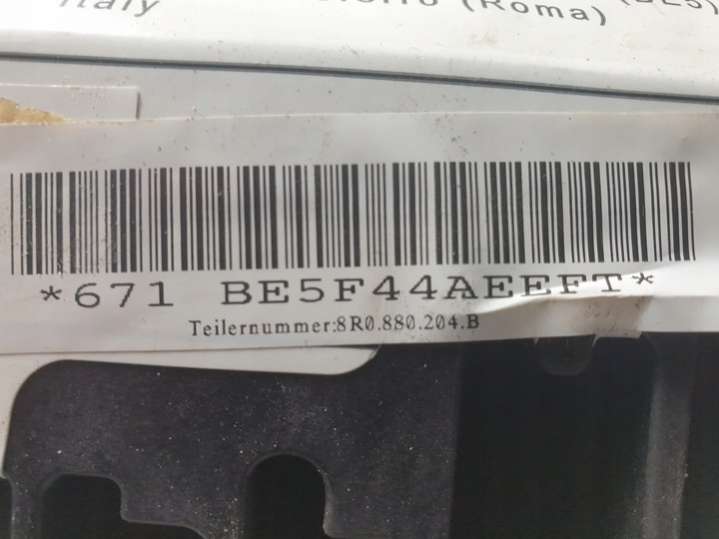 Italy (Roma)
*671 BE5F44AEEFT*
Teilernummer:8R0.880.204.B